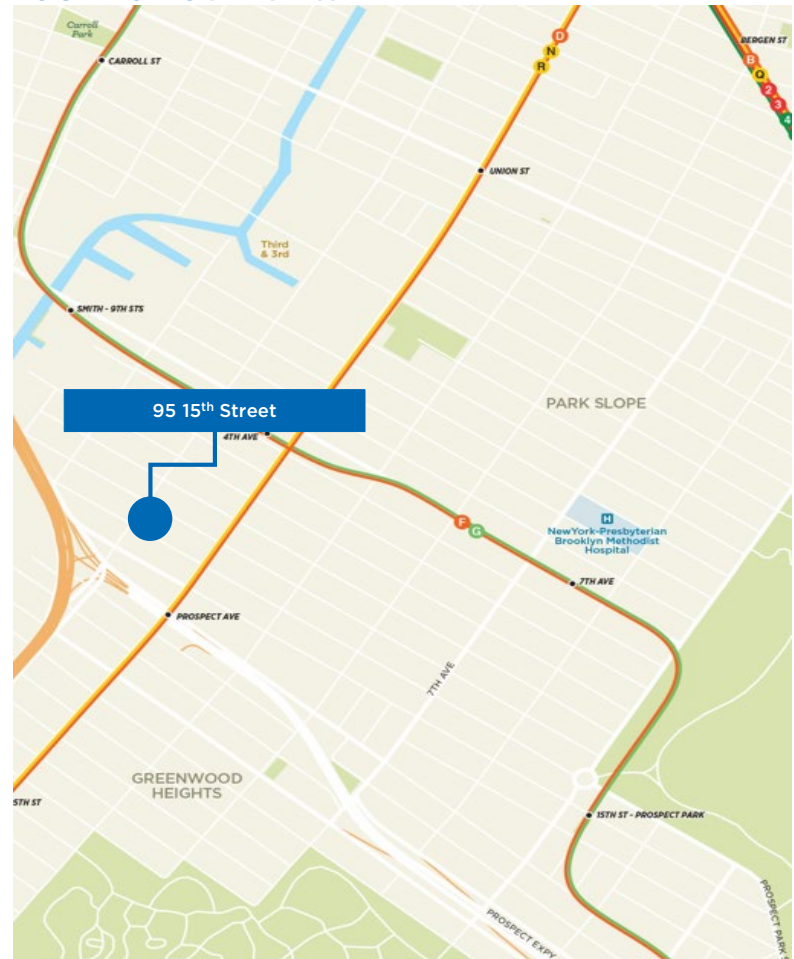 Carroll
Park
CARROLL ST
D
N
R
BERGEN ST
B
Q
2
3
4
UNION ST
Third
& 3rd
SMITH - 9TH STS
95 15th Street
PARK SLOPE
4TH AVE
F
G
H
NewYork-Presbyterian
Brooklyn Methodist
Hospital
7TH AVE
PROSPECT AVE
7TH AVE
GREENWOOD
HEIGHTS
5TH ST
15TH ST - PROSPECT PARK
PROSPECT EXPY
PROSPECT PARK